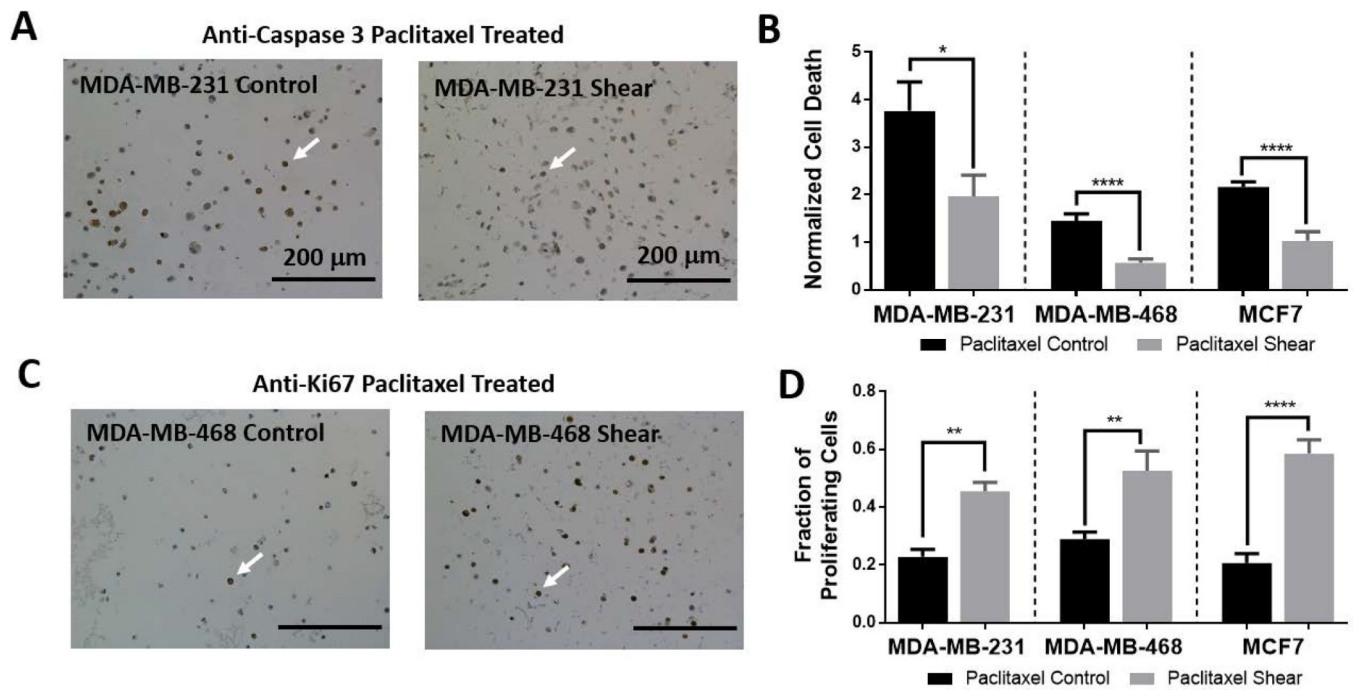 A
Anti-Caspase 3 Paclitaxel Treated
MDA-MB-231 Control
200 µm
MDA-MB-231 Shear
200 µm
B
Normalized Cell Death
5
4
3
2
1
0
*
****
****
MDA-MB-231
MDA-MB-468
MCF7
Paclitaxel Control
Paclitaxel Shear
C
Anti-Ki67 Paclitaxel Treated
MDA-MB-468 Control
MDA-MB-468 Shear
D
Fraction of
Proliferating Cells
0.8
0.6
0.4
0.2
0.0
**
**
****
MDA-MB-231
MDA-MB-468
MCF7
Paclitaxel Control
Paclitaxel Shear